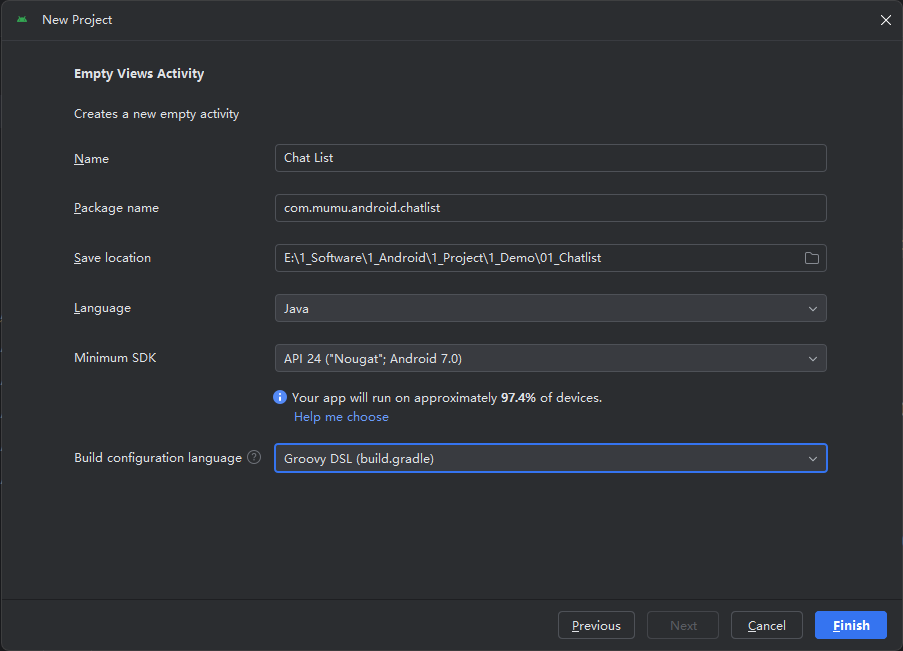 New Project
Empty Views Activity
Creates a new empty activity
Name Chat List
Package name com.mumu.android.chatlist
Save location E:\1_Software\1_Android\1_Project\1_Demo\01_Chatlist
Language Java
Minimum SDK API 24 ("Nougat"; Android 7.0)
Your app will run on approximately 97.4% of devices.
Help me choose
Build configuration language ? Groovy DSL (build.gradle)
Previous Next Cancel Finish